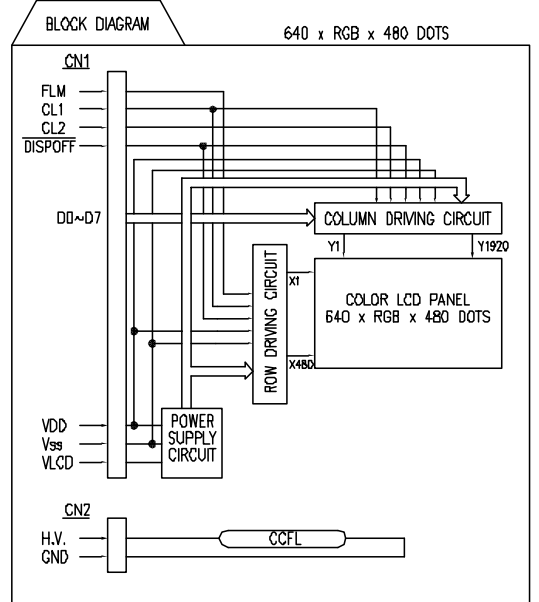 BLOCK DIAGRAM
640 x RGB x 480 DOTS
CN1
FLM
CL1
CL2
DISPOFF
D0~D7
COLUMN DRIVING CIRCUIT
Y1
Y1920
ROW DRIVING CIRCUIT
X1
X480
COLOR LCD PANEL
640 x RGB x 480 DOTS
VDD
Vss
VLCD
POWER
SUPPLY
CIRCUIT
CN2
H.V.
GND
CCFL